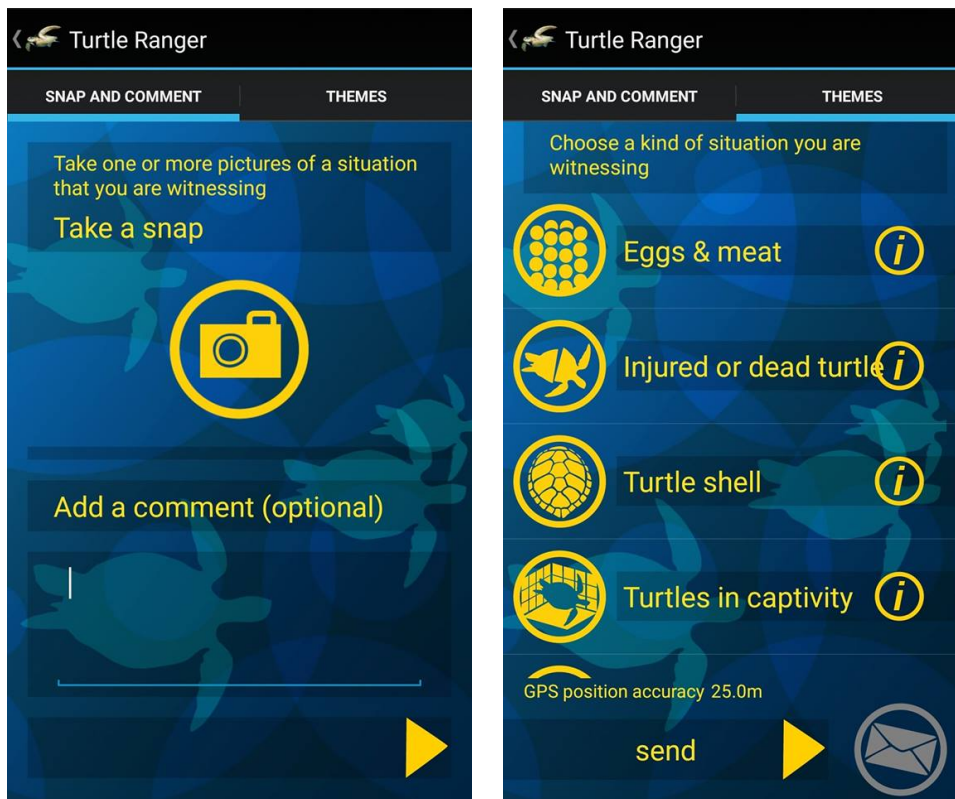 Turtle Ranger
SNAP AND COMMENT
THEMES
Take one or more pictures of a situation
that you are witnessing
Take a snap
Add a comment (optional)
Turtle Ranger
SNAP AND COMMENT
THEMES
Choose a kind of situation you are
witnessing
Eggs & meat
i
Injured or dead turtle
i
Turtle shell
i
Turtles in captivity
i
GPS position accuracy 25.0m
send